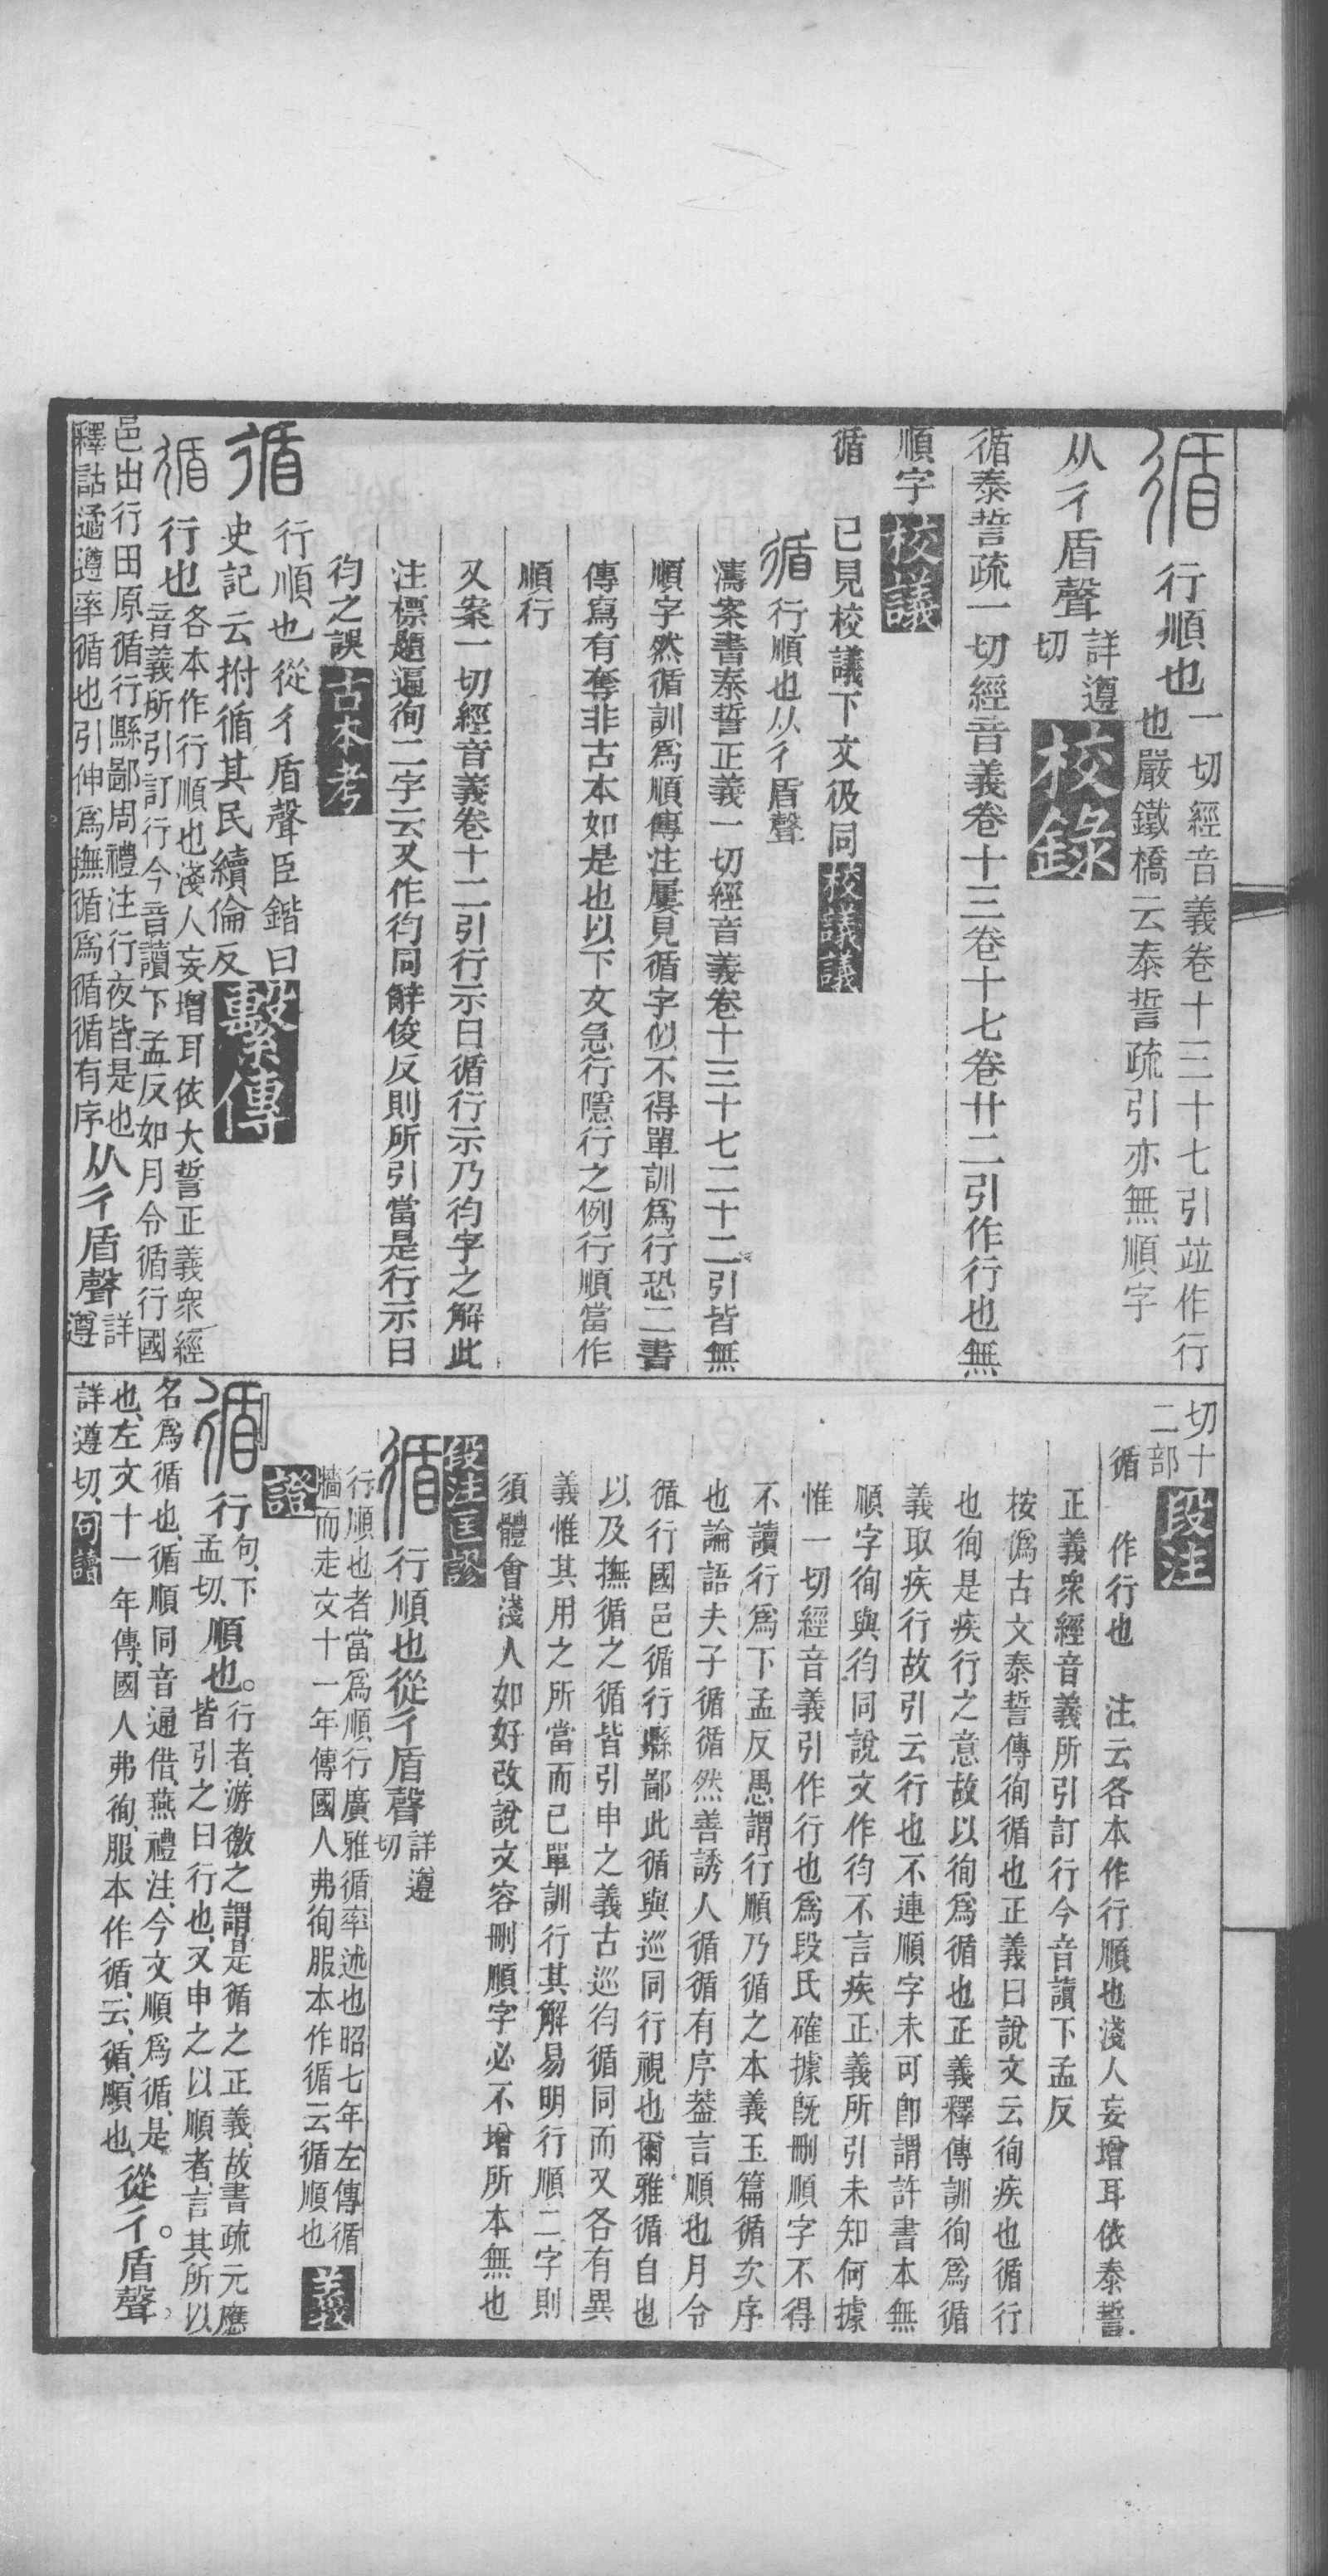 循 行順也一切經音義卷十三十七引並作行
也嚴鐵橋云泰誓疏引亦無順字
从彳盾聲詳遵
切校錄
循泰誓疏一切經音義卷十三卷十七卷廿二引作行也無
順字校議
循 已見校議下文彶同校議議
循 行順也从彳盾聲
濤案書泰誓正義一切經音義卷十三十七二十二引皆無
順字然循訓爲順傳注屢見循字似不得單訓爲行恐二書
傳寫有奪非古本如是也以下文急行隱行之例行順當作
順行
又案一切經音義卷十二引行示曰循行示乃徇字之解此
注標題逼徇二字云又作徇同辭俊反則所引當是行示曰
徇之誤古本考
循 行順也從彳盾聲臣鍇曰
史記云拊循其民續倫反繫傳
循 行也各本作行順也淺人妄增耳依大誓正義衆經
音義所引訂行今音讀下孟反如月令循行國
邑出行田原循行縣鄙周禮注行夜皆是也
釋詁遹遵率循也引伸爲撫循爲循循有序从彳盾聲詳
遵
切十
二部段注
循 作行也 注云各本作行順也淺人妄增耳依泰誓
正義衆經音義所引訂行今音讀下孟反
桉僞古文泰誓傳徇循也正義曰說文云徇疾也循行
也徇是疾行之意故以徇爲循也正義釋傳訓徇爲循
義取疾行故引云行也不連順字未可卽謂許書本無
順字徇與徇同說文作徇不言疾正義所引未知何據
惟一切經音義引作行也爲段氏確據旣刪順字不得
不讀行爲下孟反愚謂行順乃循之本義玉篇循次序
也論語夫子循循然善誘人循循有序葢言順也月令
循行國邑循行縣鄙此循與巡同行視也爾雅循自也
以及撫循之循皆引申之義古巡徇循同而又各有異
義惟其用之所當而已單訓行其解易明行順二字則
須體會淺人如好改說文容刪順字必不增所本無也
段注匡謬
循 行順也從彳盾聲詳遵
切
行順也者當爲順行廣雅循率述也昭七年左傳循
牆而走文十一年傳國人弗徇服本作循云循順也義
證
循 行句、下
孟切、順也。行者、游徼之謂、是循之正義、故書疏元應
皆引之曰行也、又申之以順者、言其所以
名爲循也、循順同音通借、燕禮注、今文順爲循、是
也、左文十一年傳、國人弗徇、服本作循、云、循、順也、從彳。盾聲。
詳遵切、句讀